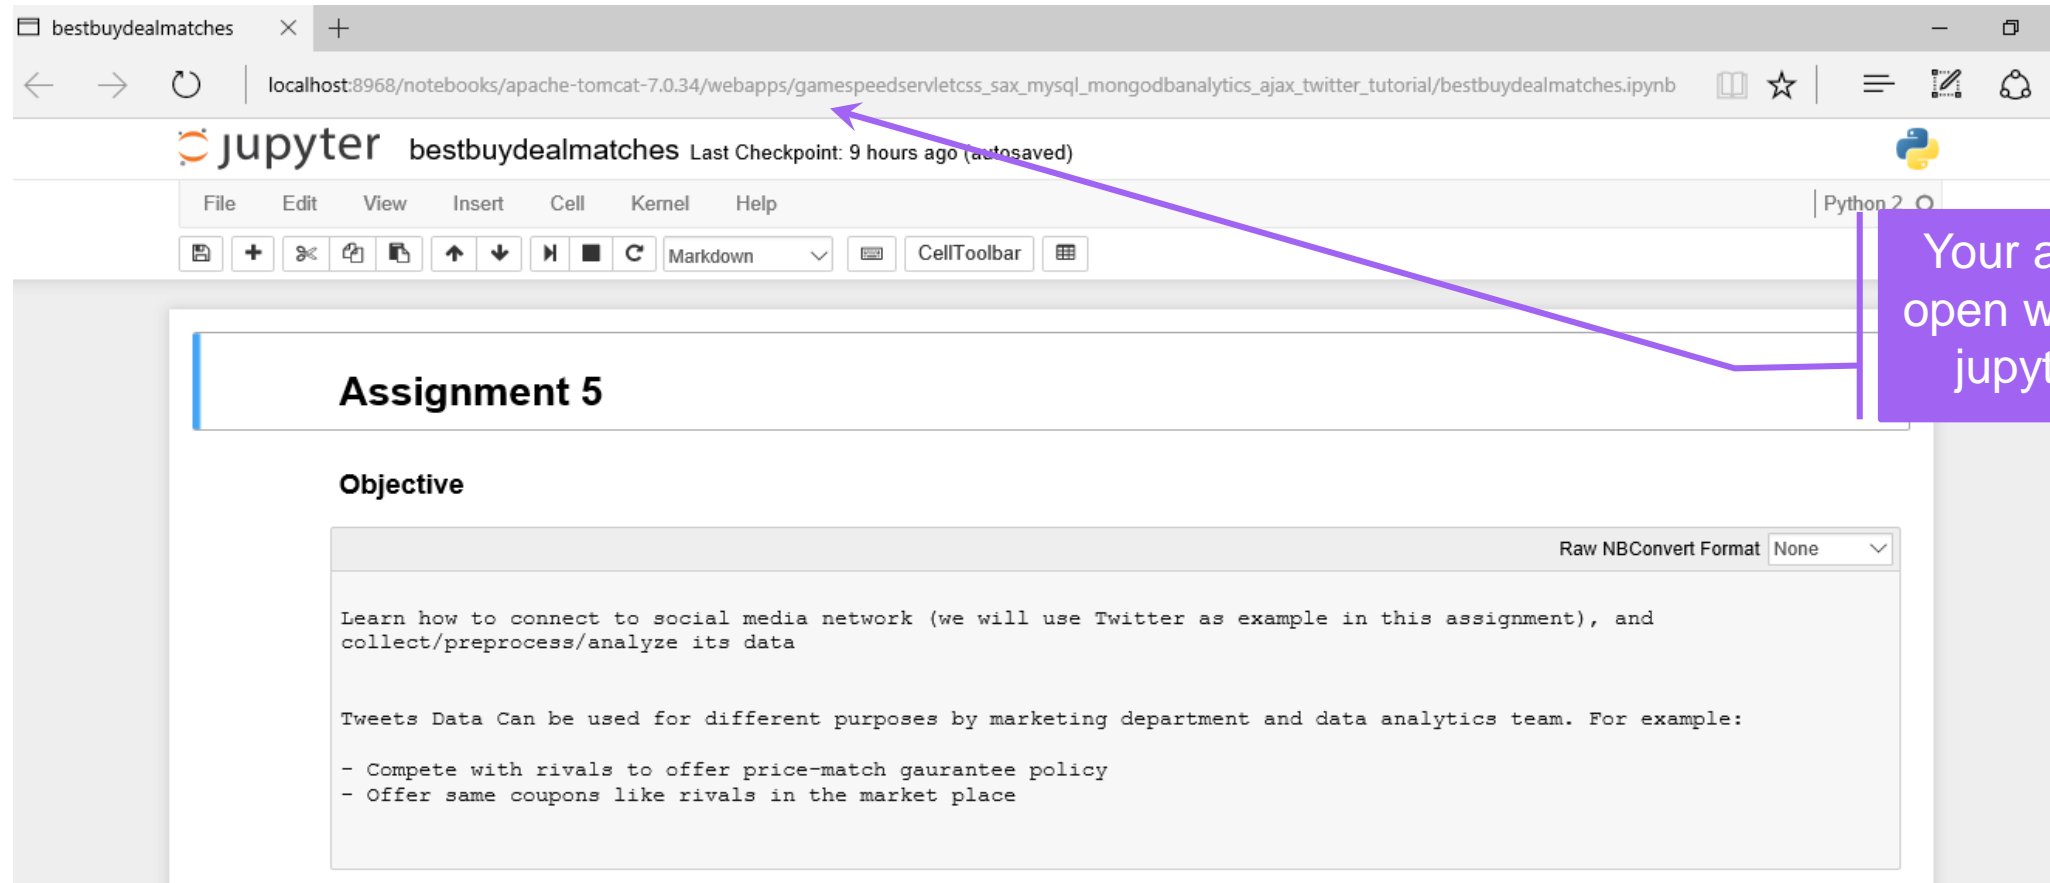 bestbuydealmatches
localhost:8968/notebooks/apache-tomcat-7.0.34/webapps/gamespeedservletcss_sax_mysql_mongodbanalytics_ajax_twitter_tutorial/bestbuydealmatches.ipynb
jupyter bestbuydealmatches Last Checkpoint: 9 hours ago (autosaved)
File Edit View Insert Cell Kernel Help Python 2
Markdown CellToolbar
Your
open
Assignment 5
Objective
Raw NBConvert Format None
Learn how to connect to social media network (we will use Twitter as example in this assignment), and
collect/preprocess/analyze its data
Tweets Data Can be used for different purposes by marketing department and data analytics team. For example:
- Compete with rivals to offer price-match gaurantee policy
- Offer same coupons like rivals in the market place